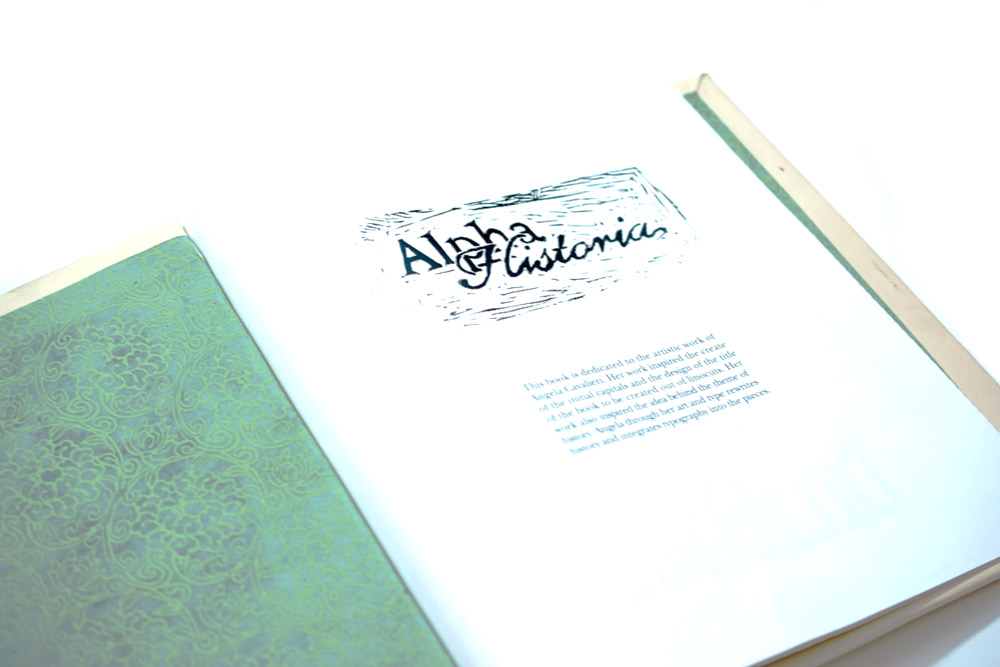 Alpha
Historia
This book is dedicated to the artistic work of
Angela Cavalieri. Her work inspired the create
of the initial capitals and the design of the title
of the book to be created out of linocuts. Her
work also inspired the idea behind the theme of
history. Angela through her art and type rewrites
history and integrates typography into the pieces.